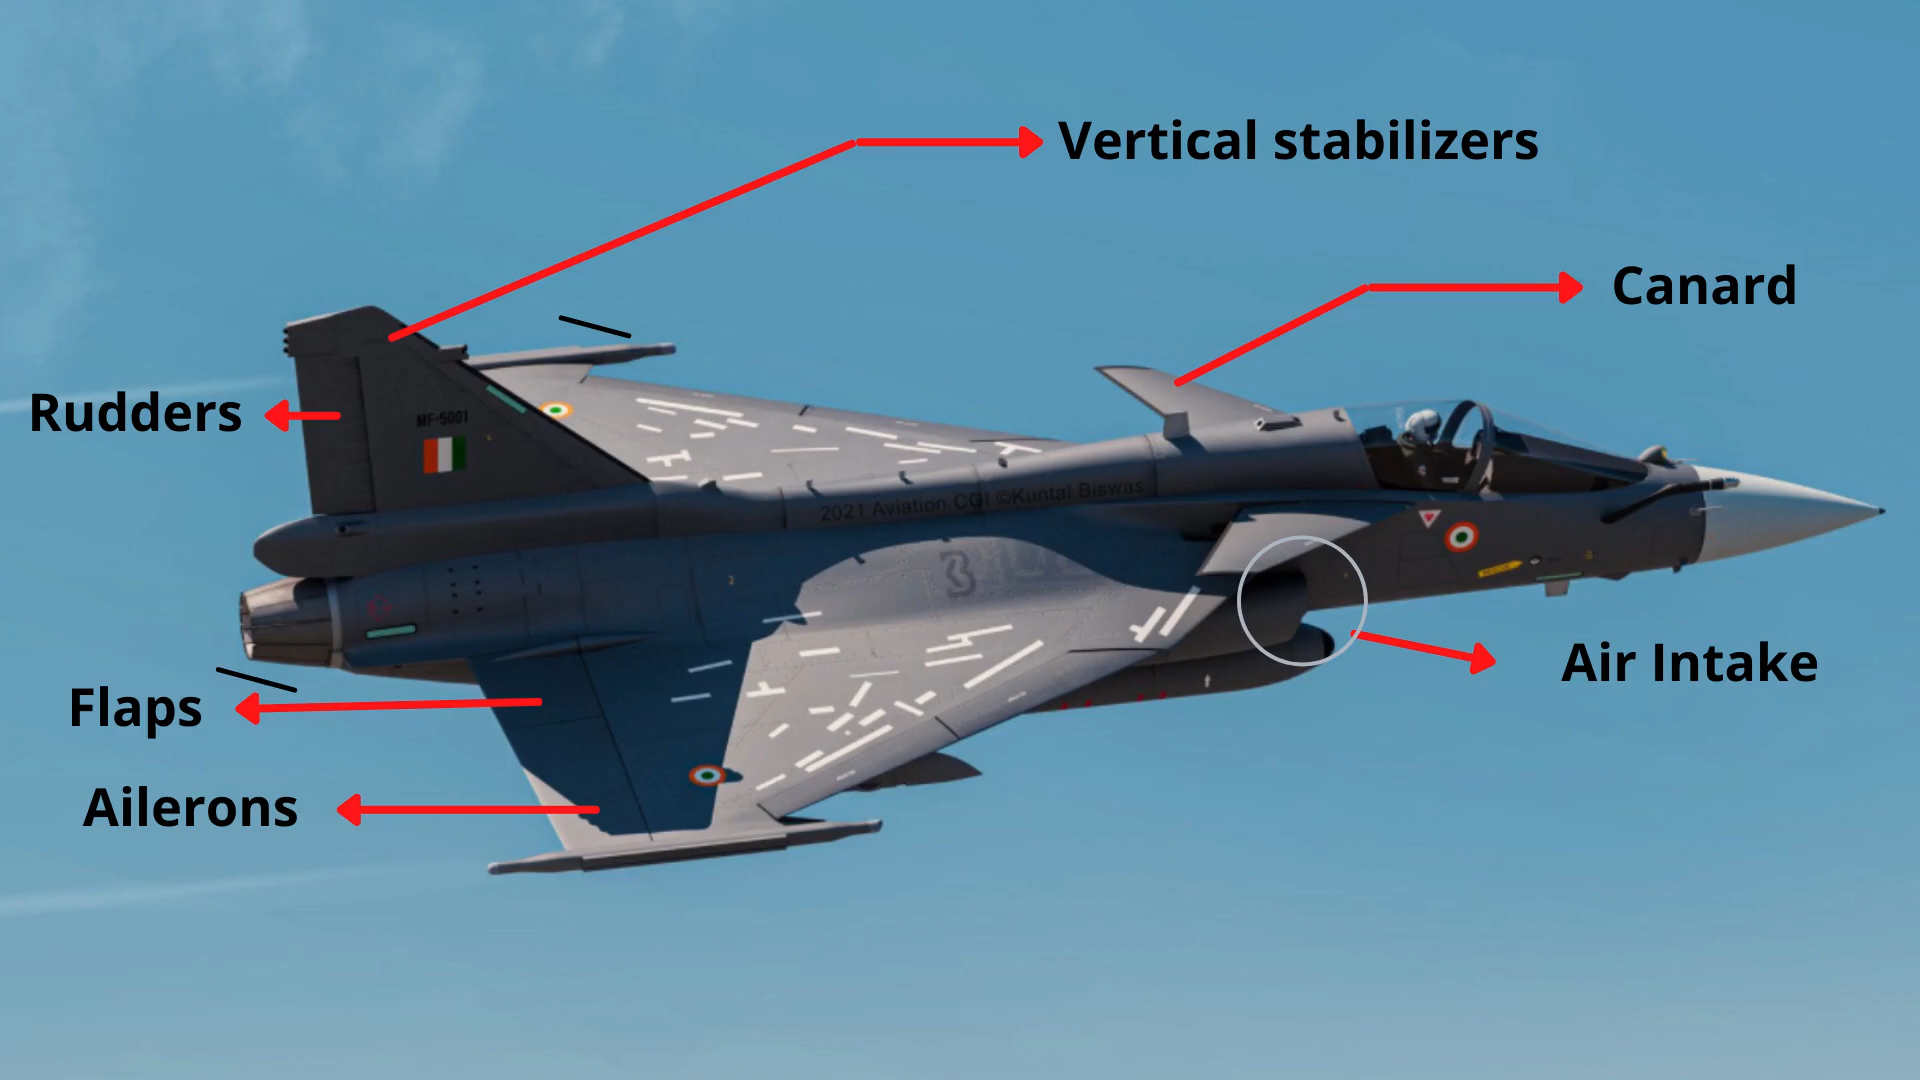 Vertical stabilizers
Canard
Rudders
MF-5001
2021 Aviation CGI ©Kuntal Biswas
Air Intake
Flaps
Ailerons